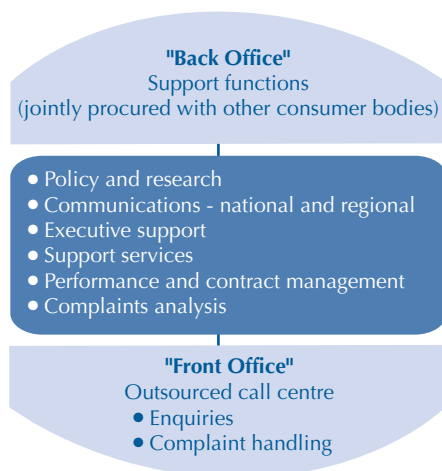 "Back Office"
Support functions
(jointly procured with other consumer bodies)
• Policy and research
• Communications - national and regional
• Executive support
• Support services
• Performance and contract management
• Complaints analysis
"Front Office"
Outsourced call centre
• Enquiries
• Complaint handling